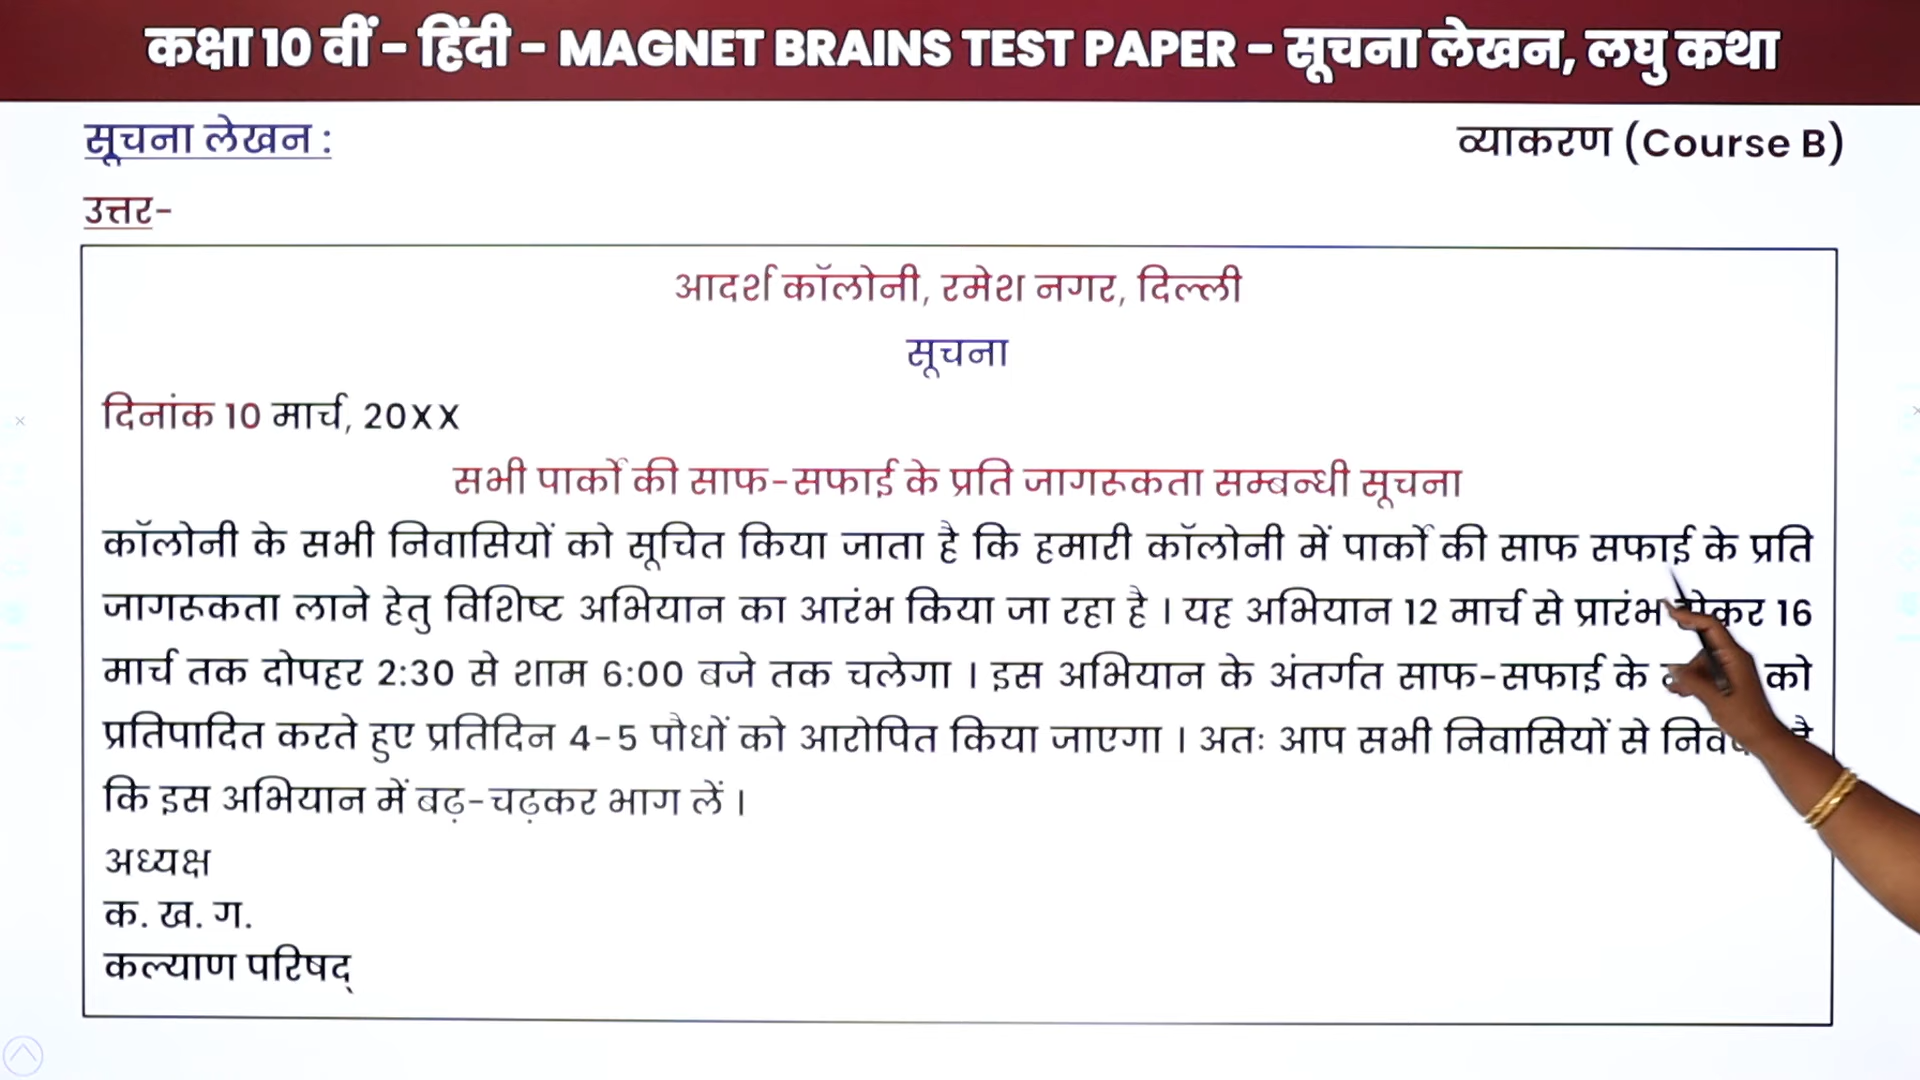 कक्षा 10 वीं - हिंदी - MAGNET BRAINS TEST PAPER - सूचना लेखन, लघु कथा
सूचना लेखन :
व्याकरण (Course B)
उत्तर-
आदर्श कॉलोनी, रमेश नगर, दिल्ली
सूचना
दिनांक 10 मार्च, 20XX
सभी पार्कों की साफ-सफाई के प्रति जागरूकता सम्बन्धी सूचना
कॉलोनी के सभी निवासियों को सूचित किया जाता है कि हमारी कॉलोनी में पार्कों की साफ सफाई के प्रति
जागरूकता लाने हेतु विशिष्ट अभियान का आरंभ किया जा रहा है । यह अभियान 12 मार्च से प्रारंभ होकर 16
मार्च तक दोपहर 2:30 से शाम 6:00 बजे तक चलेगा । इस अभियान के अंतर्गत साफ-सफाई के को
प्रतिपादित करते हुए प्रतिदिन 4-5 पौधों को आरोपित किया जाएगा । अतः आप सभी निवासियों से है
कि इस अभियान में बढ़-चढ़कर भाग लें ।
अध्यक्ष
क. ख. ग.
कल्याण परिषद्